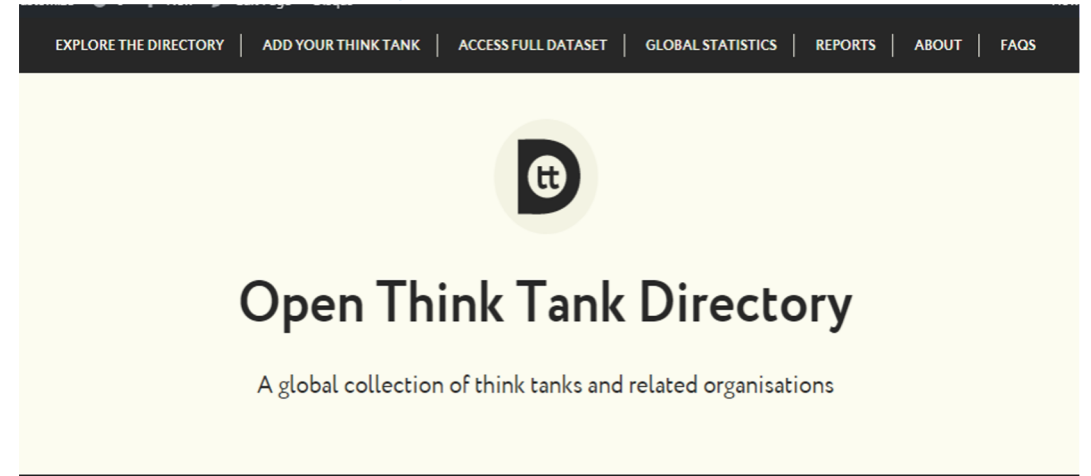 EXPLORE THE DIRECTORY | ADD YOUR THINK TANK | ACCESS FULL DATASET | GLOBAL STATISTICS | REPORTS | ABOUT | FAQS
tt
Open Think Tank Directory
A global collection of think tanks and related organisations